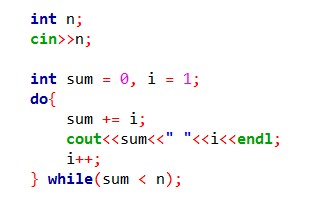 int n;
cin>>n;
int sum = 0, i = 1;
do{
sum += i;
cout<<sum<<" "<<i<<endl;
i++;
} while(sum < n);